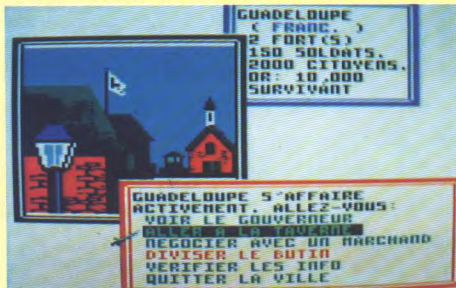 GUADELOUPE
( FRANC. )
2 FORT(S)
150 SOLDATS.
2000 CITOYENS.
OR: 10,000
SURVIVANT
GUADELOUPE S'AFFAIRE
ACTIVEMENT. ALLEZ-VOUS:
VOIR LE GOUVERNEUR
ALLER A LA TAVERNE
NEGOCIER AVEC UN MARCHAND
DIVISER LE BUTIN
VERIFIER LES INFO
QUITTER LA VILLE